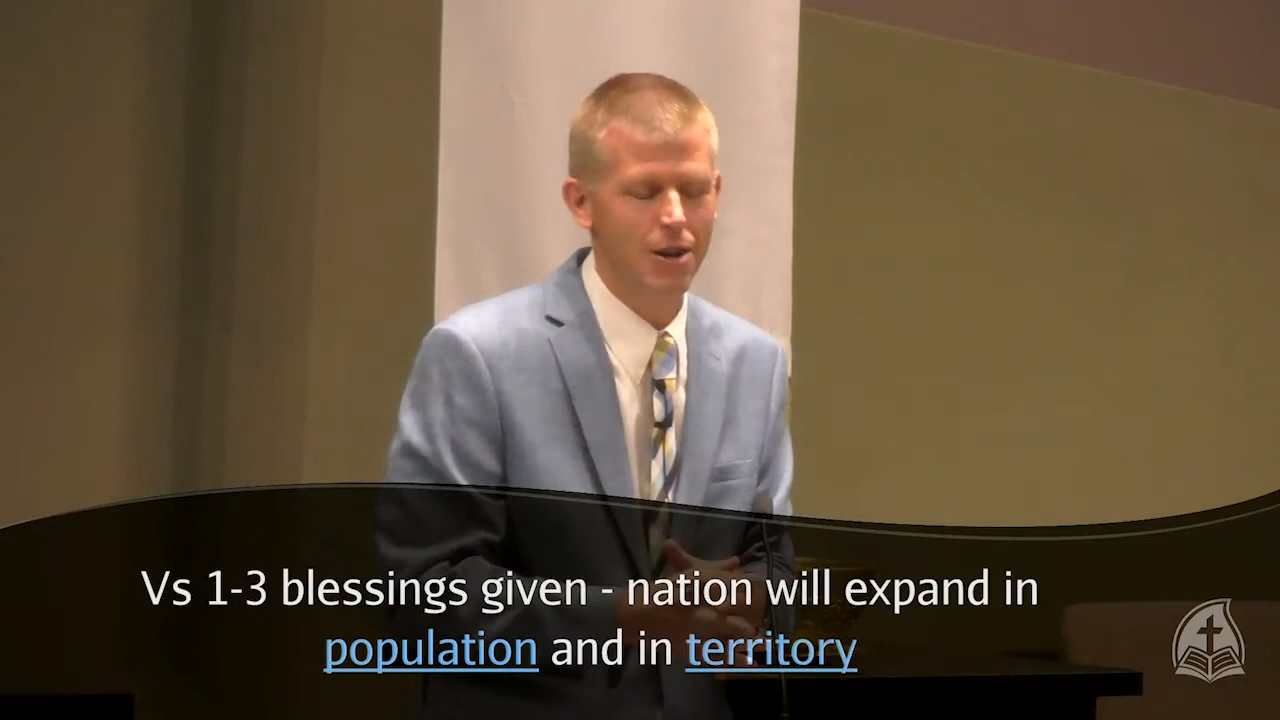 Vs 1-3 blessings given - nation will expand in
population and in territory